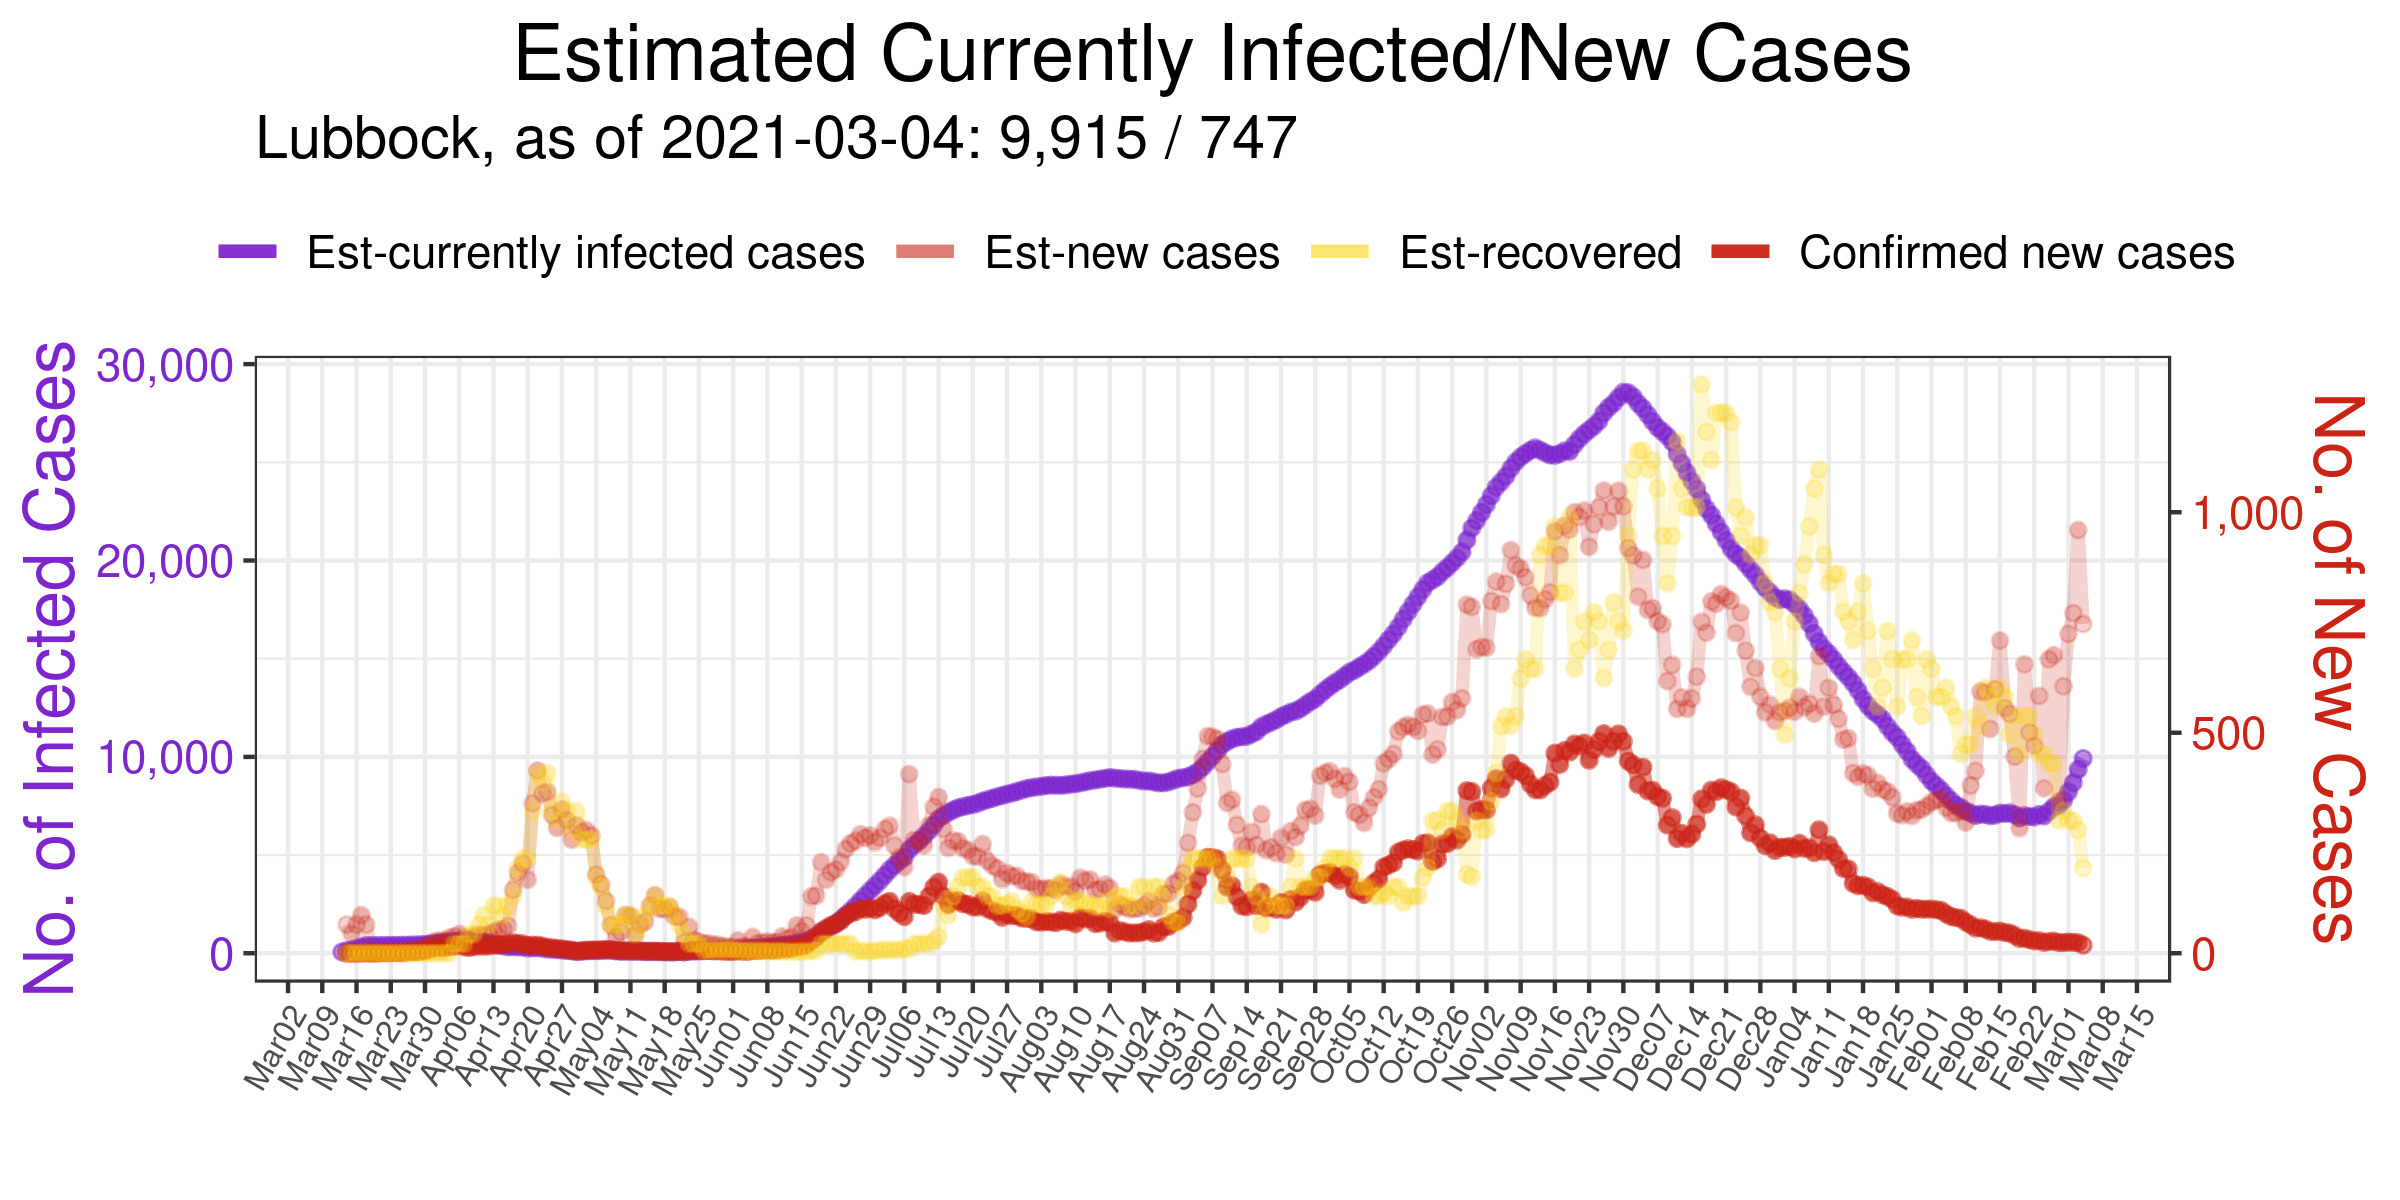 Estimated Currently Infected/New Cases
Lubbock, as of 2021-03-04: 9,915 / 747
Est-currently infected cases Est-new cases Est-recovered Confirmed new cases
No. of Infected Cases
30,000
20,000
10,000
0
No. of New Cases
1,000
500
0
Mar02 Mar09 Mar16 Mar23 Mar30 Apr06 Apr13 Apr20 Apr27 May04 May11 May18 May25 Jun01 Jun08 Jun15 Jun22 Jun29 Jul06 Jul13 Jul20 Jul27 Aug03 Aug10 Aug17 Aug24 Aug31 Sep07 Sep14 Sep21 Sep28 Oct05 Oct12 Oct19 Oct26 Nov02 Nov09 Nov16 Nov23 Nov30 Dec07 Dec14 Dec21 Dec28 Jan04 Jan11 Jan18 Jan25 Feb01 Feb08 Feb15 Feb22 Mar01 Mar08 Mar15